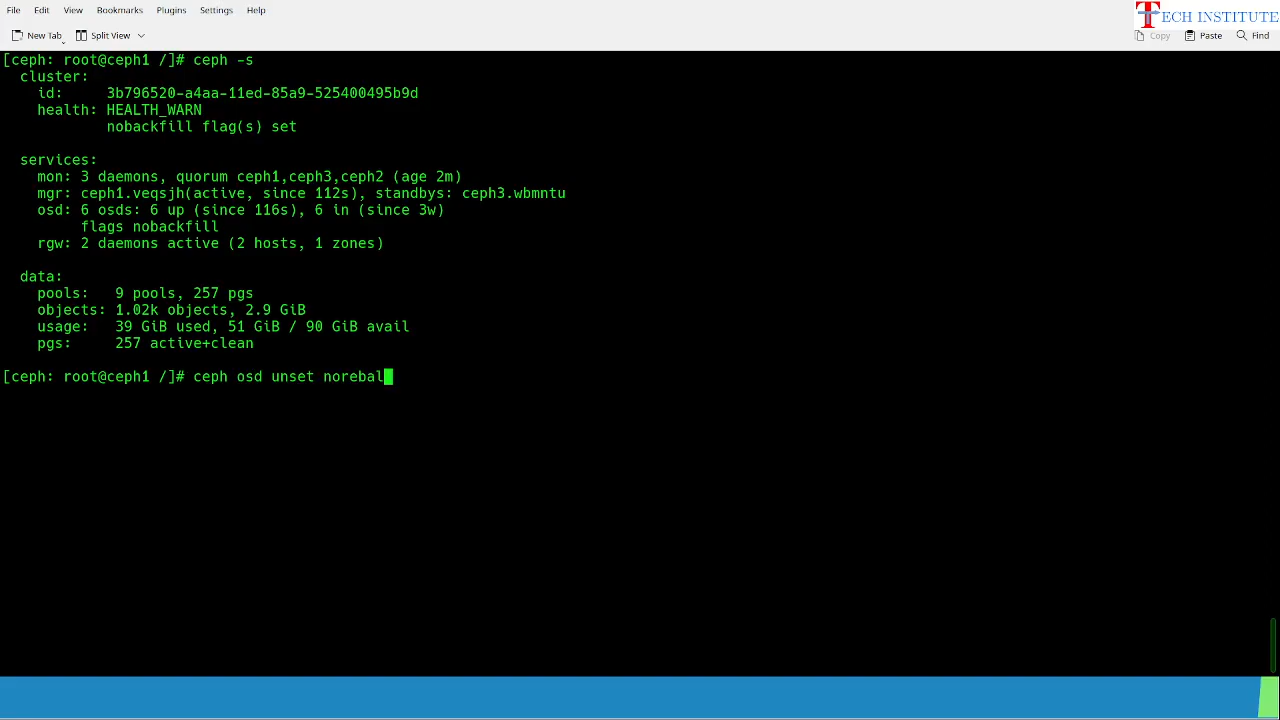 File Edit View Bookmarks Plugins Settings Help
TECH INSTITUTE
New Tab Split View Copy Paste Find
[ceph: root@ceph1 /]# ceph -s
cluster:
id: 3b796520-a4aa-11ed-85a9-525400495b9d
health: HEALTH_WARN
nobackfill flag(s) set
services:
mon: 3 daemons, quorum ceph1,ceph3,ceph2 (age 2m)
mgr: ceph1.veqsjh(active, since 112s), standbys: ceph3.wbmntu
osd: 6 osds: 6 up (since 116s), 6 in (since 3w)
flags nobackfill
rgw: 2 daemons active (2 hosts, 1 zones)
data:
pools: 9 pools, 257 pgs
objects: 1.02k objects, 2.9 GiB
usage: 39 GiB used, 51 GiB / 90 GiB avail
pgs: 257 active+clean
[ceph: root@ceph1 /]# ceph osd unset norebal